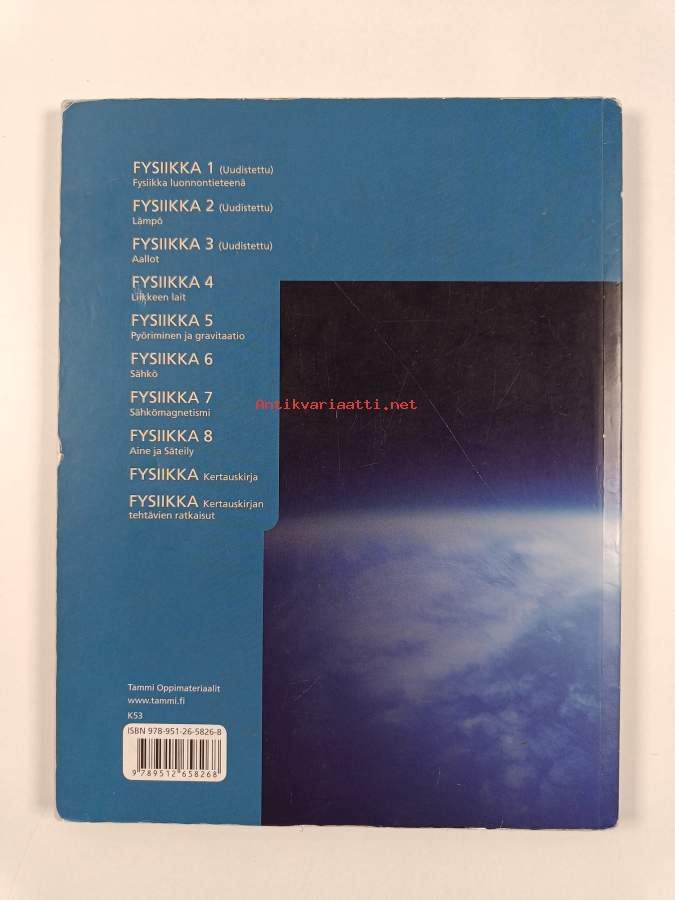 FYSIIKKA 1 (Uudistettu)
Fysiikka luonnontieteenä
FYSIIKKA 2 (Uudistettu)
Lämpö
FYSIIKKA 3 (Uudistettu)
Aallot
FYSIIKKA 4
Liikkeen lait
FYSIIKKA 5
Pyöriminen ja gravitaatio
FYSIIKKA 6
Sähkö
FYSIIKKA 7
Sähkömagnetismi
FYSIIKKA 8
Aine ja Säteily
FYSIIKKA Kertauskirja
FYSIIKKA Kertauskirjan
tehtävien ratkaisut
Antikvariaatti.net
Tammi Oppimateriaalit
www.tammi.fi
K53
ISBN 978-951-26-5826-8
9 789512 658268